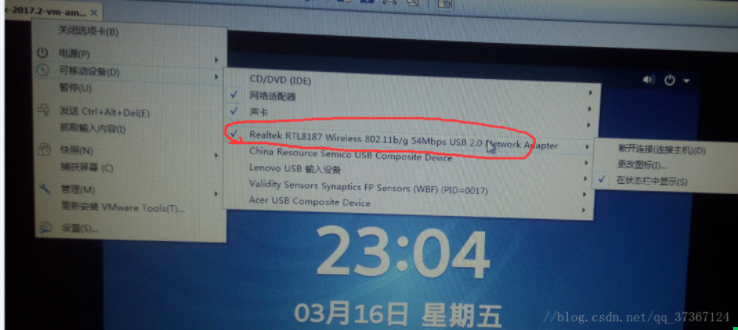 -2017.2-vm-am...
关闭选项卡(B)
电源(P)
可移动设备(D)
暂停(U)
发送 Ctrl+Alt+Del(E)
抓取输入内容(I)
快照(N)
捕获屏幕 (C)
管理(M)
重新安装 VMware Tools(T)...
设置(S)...
CD/DVD (IDE)
网络适配器
声卡
Realtek RTL8187 Wireless 802.11b/g 54Mbps USB 2.0 Network Adapter
China Resource Semico USB Composite Device
Lenovo USB 输入设备
Validity Sensors Synaptics FP Sensors (WBF) (PID=0017)
Acer USB Composite Device
断开连接(连接主机)(D)
更改图标(I)...
在状态栏中显示(S)
23:04
03月16日 星期五
https://blog.csdn.net/qq_37367124